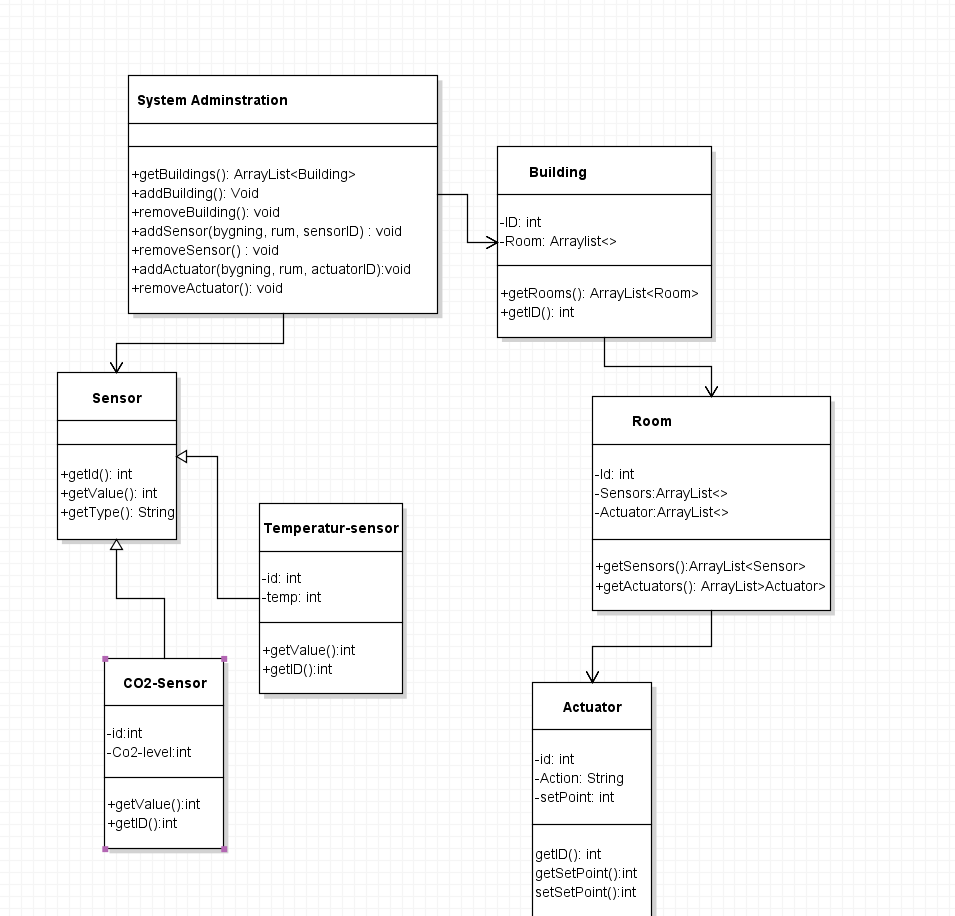 System Adminstration
+getBuildings(): ArrayList<Building>
+addBuilding(): Void
+removeBuilding(): void
+addSensor(bygning, rum, sensorID) : void
+removeSensor() : void
+addActuator(bygning, rum, actuatorID):void
+removeActuator(): void
Building
-ID: int
-Room: Arraylist<>
+getRooms(): ArrayList<Room>
+getID(): int
Sensor
+getId(): int
+getValue(): int
+getType(): String
Room
-Id: int
-Sensors:ArrayList<>
-Actuator:ArrayList<>
+getSensors():ArrayList<Sensor>
+getActuators(): ArrayList>Actuator>
Temperatur-sensor
-id: int
-temp: int
+getValue():int
+getID():int
CO2-Sensor
-id:int
-Co2-level:int
+getValue():int
+getID():int
Actuator
-id: int
-Action: String
-setPoint: int
getID(): int
getSetPoint():int
setSetPoint():int